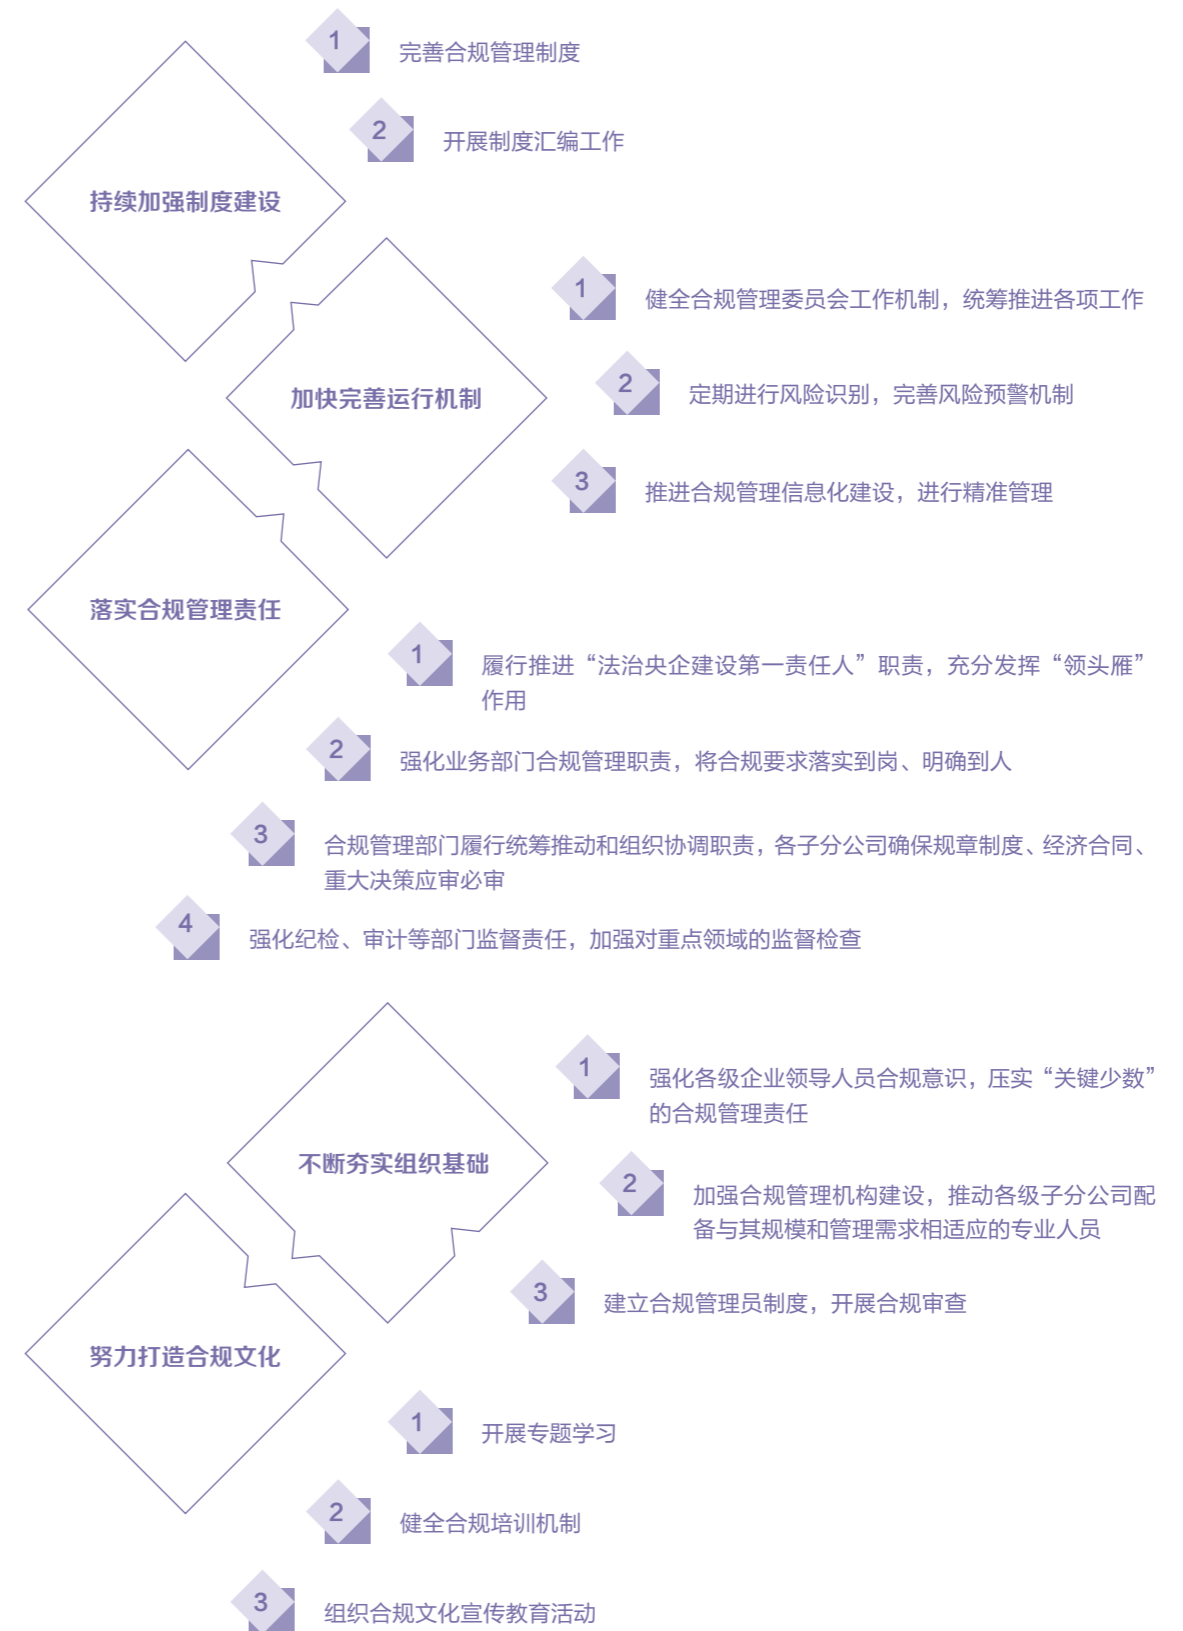 持续加强制度建设
1
完善合规管理制度
2
开展制度汇编工作
加快完善运行机制
1
健全合规管理委员会工作机制，统筹推进各项工作
2
定期进行风险识别，完善风险预警机制
3
推进合规管理信息化建设，进行精准管理
落实合规管理责任
1
履行推进“法治央企建设第一责任人”职责，充分发挥“领头雁”
作用
2
强化业务部门合规管理职责，将合规要求落实到岗、明确到人
3
合规管理部门履行统筹推动和组织协调职责，各子分公司确保规章制度、经济合同、
重大决策应审必审
4
强化纪检、审计等部门监督责任，加强对重点领域的监督检查
不断夯实组织基础
1
强化各级企业领导人员合规意识，压实“关键少数”
的合规管理责任
2
加强合规管理机构建设，推动各级子分公司配
备与其规模和管理需求相适应的专业人员
3
建立合规管理员制度，开展合规审查
努力打造合规文化
1
开展专题学习
2
健全合规培训机制
3
组织合规文化宣传教育活动